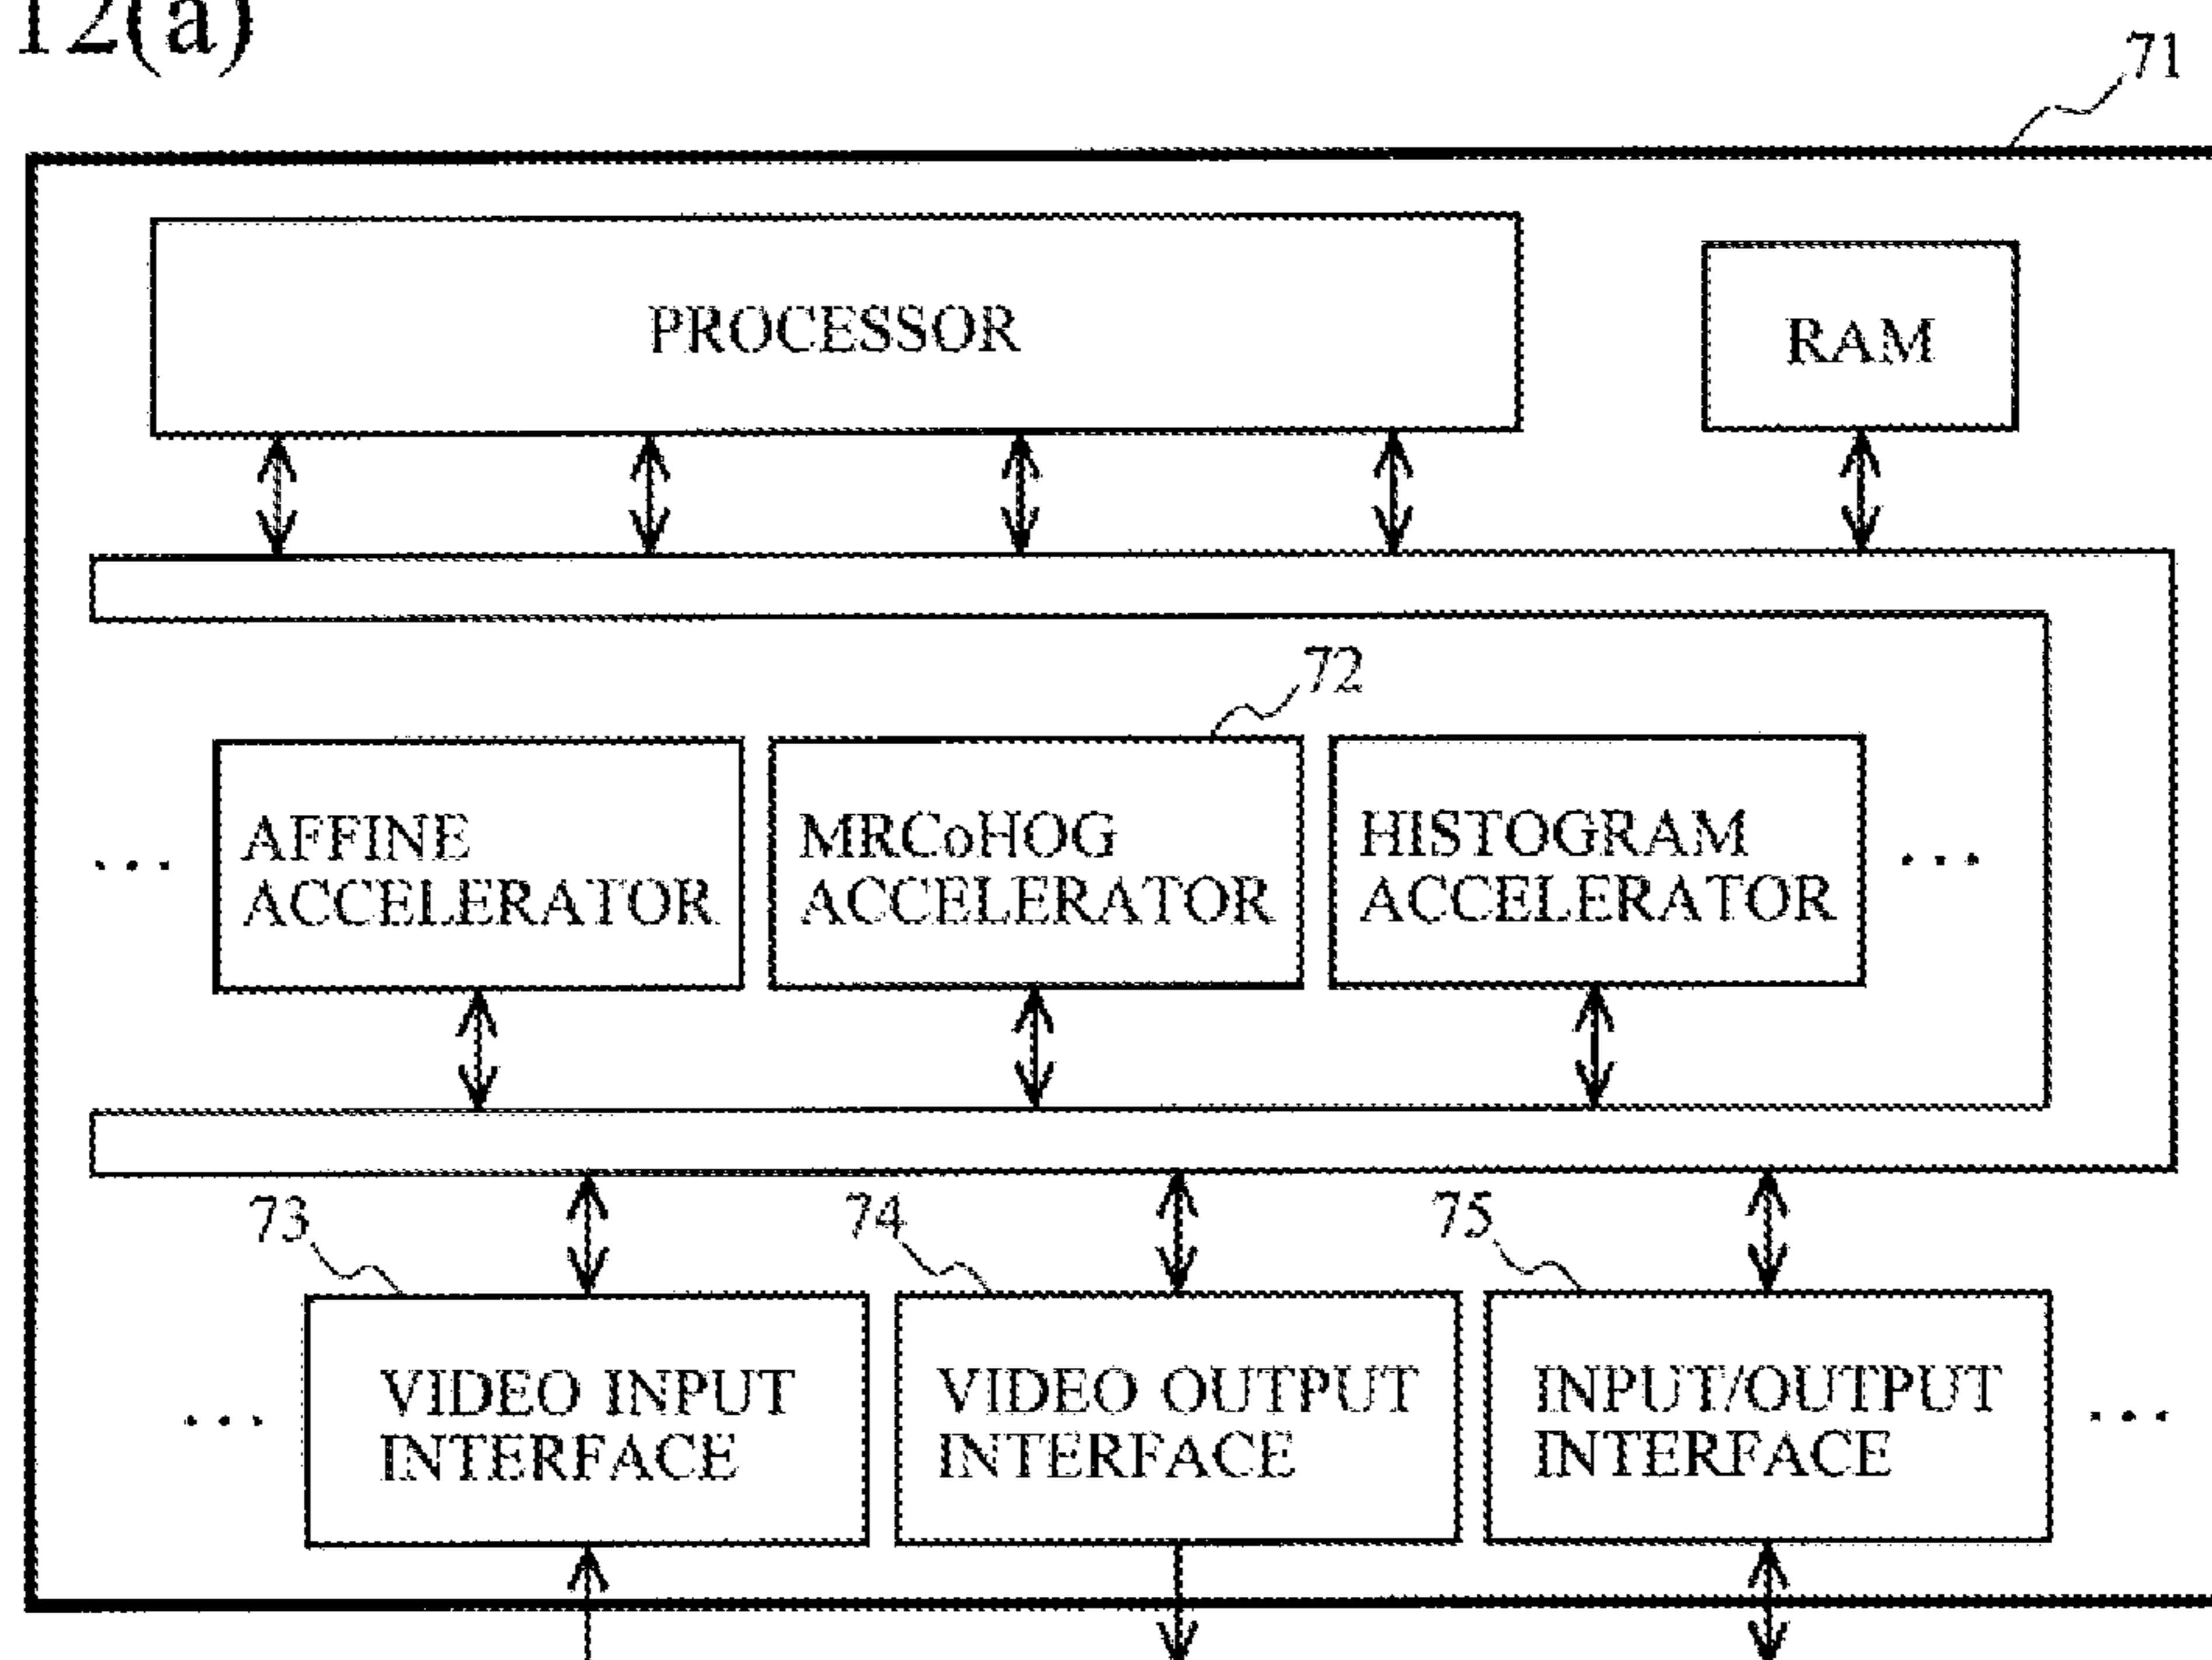 12(a)
71
PROCESSOR
RAM
72
AFFINE
ACCELERATOR
MRCoHOG
ACCELERATOR
HISTOGRAM
ACCELERATOR
...
...
73
74
75
VIDEO INPUT
INTERFACE
VIDEO OUTPUT
INTERFACE
INPUT/OUTPUT
INTERFACE
...
...